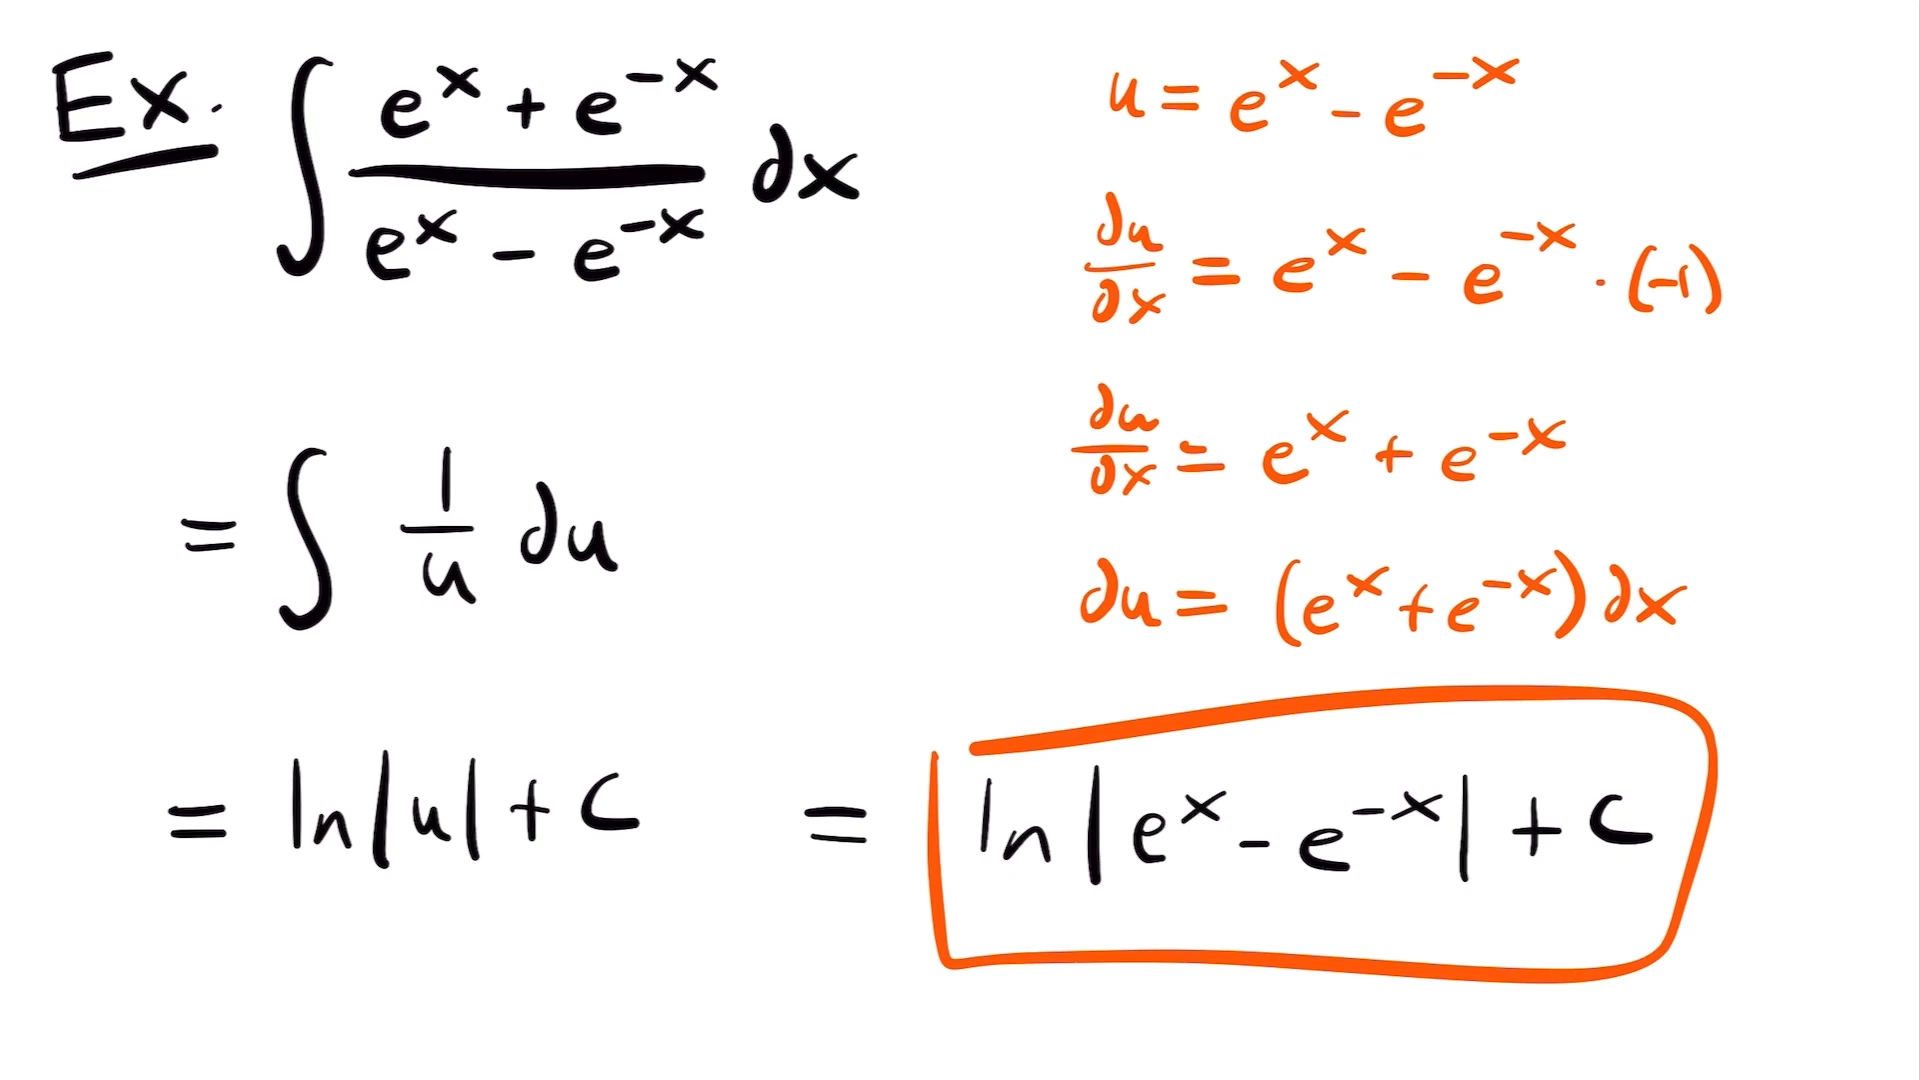 Ex. ∫ (e^x + e^{-x})/(e^x - e^{-x}) dx
u = e^x - e^{-x}
du/dx = e^x - e^{-x} · (-1)
du/dx = e^x + e^{-x}
= ∫ 1/u du
du = (e^x + e^{-x}) dx
= ln|u| + C = ln|e^x - e^{-x}| + C